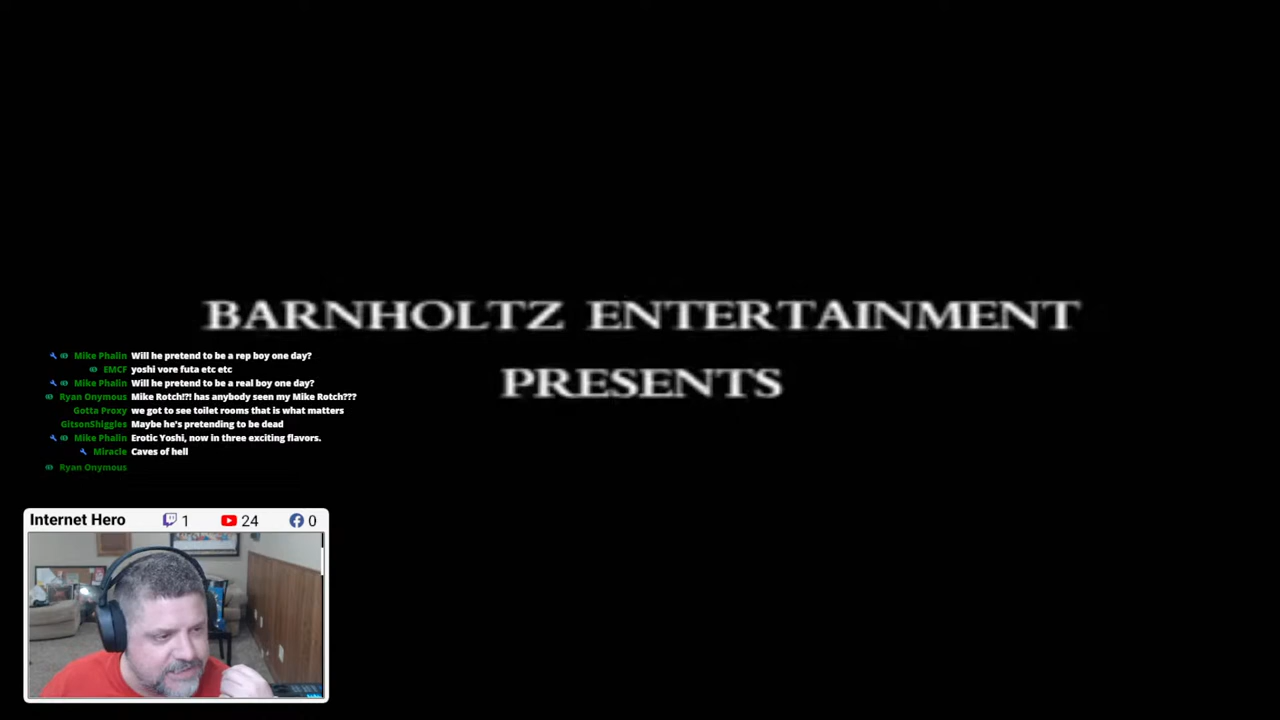 BARNHOLTZ ENTERTAINMENT
PRESENTS
Mike Phalin Will he pretend to be a rep boy one day?
EMCF yoshi vore futa etc etc
Mike Phalin Will he pretend to be a real boy one day?
Ryan Onymous Mike Rotch!?! has anybody seen my Mike Rotch???
Gotta Proxy we got to see toilet rooms that is what matters
GitsonShiggles Maybe he's pretending to be dead
Mike Phalin Erotic Yoshi, now in three exciting flavors.
Miracle Caves of hell
Ryan Onymous
Internet Hero 1 24 0